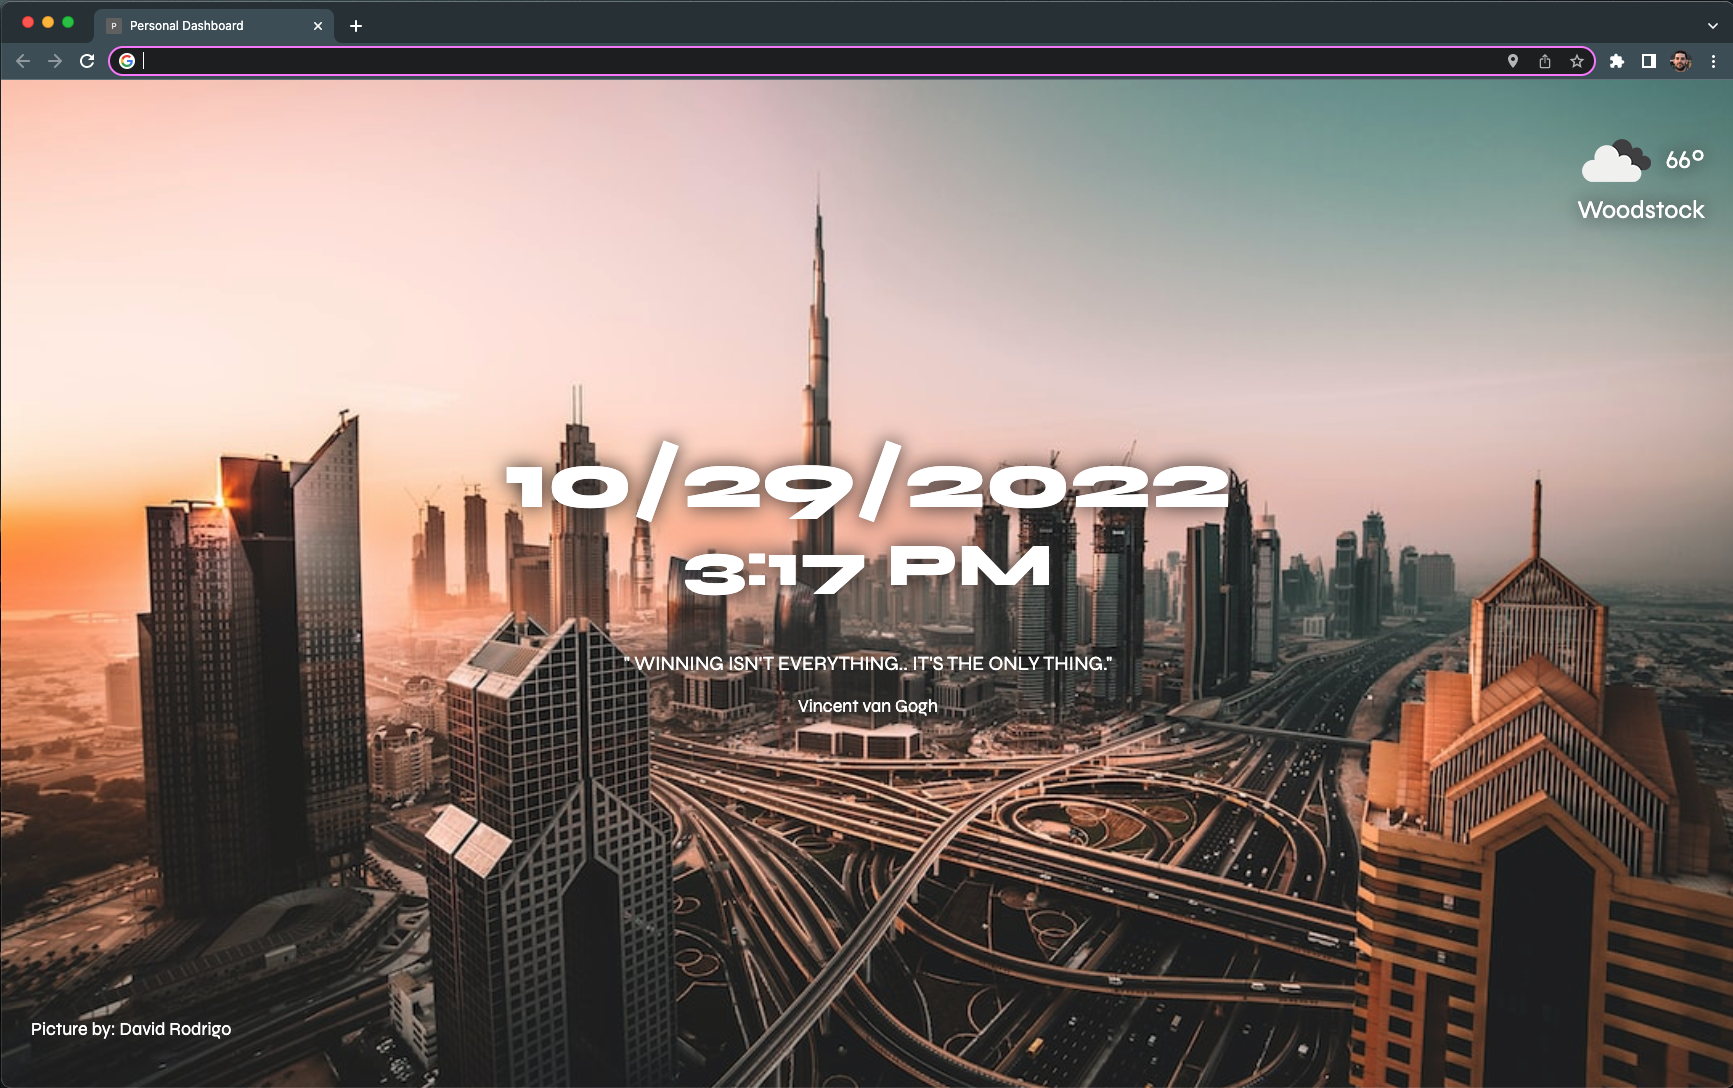 P Personal Dashboard
66°
Woodstock
10/29/2022
3:17 PM
" WINNING ISN'T EVERYTHING.. IT'S THE ONLY THING."
Vincent van Gogh
Picture by: David Rodrigo